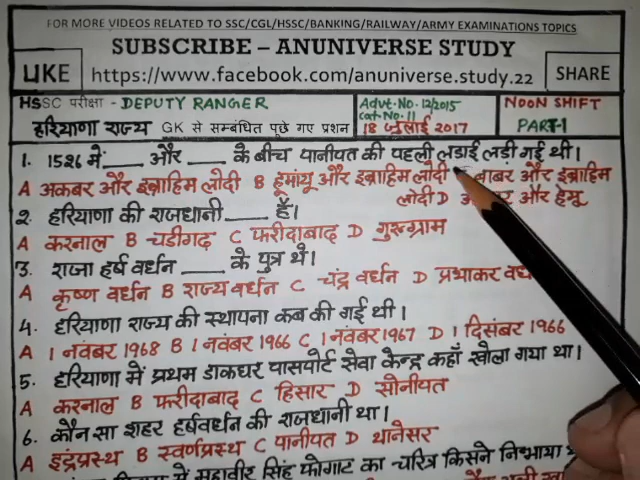 FOR MORE VIDEOS RELATED TO SSC/CGL/HSSC/BANKING/RAILWAY/ARMY EXAMINATIONS TOPICS
SUBSCRIBE – ANUNIVERSE STUDY
LIKE https://www.facebook.com/anuniverse.study.22 SHARE
HSSC परीक्षा - DEPUTY RANGER Advt.No.12/2015 NOON SHIFT
Cat.No.11
हरियाणा राज्य GK से सम्बंधित पूछे गए प्रश्न 18 जुलाई 2017 PART-1
1. 1526 में ____ और ____ के बीच पानीपत की पहली लड़ाई लड़ी गई थी।
A अकबर और इब्राहिम लोदी B हूमांयू और इब्राहिम लोदी बाबर और इब्राहिम
लोदी D और हेमू
2. हरियाणा की राजधानी ____ हैं।
A करनाल B चडीगढ़ C फरीदाबाद D गुरुग्राम
3. राजा हर्ष वर्धन ____ के पुत्र थे।
A कृष्ण वर्धन B राज्य वर्धन C चंद्र वर्धन D प्रभाकर
4. हरियाणा राज्य की स्थापना कब की गई थी।
A 1 नवंबर 1968 B 1 नवंबर 1966 C 1 नवंबर 1967 D 1 दिसंबर 1966
5. हरियाणा में प्रथम डाकघर पासपोर्ट सेवा केन्द्र कहाँ खोला गया था।
A करनाल B फरीदाबाद C हिसार D सोनीपत
6. कौन सा शहर हर्षवर्धन की राजधानी था।
A इंद्रप्रस्थ B स्वर्णप्रस्थ C पानीपत D थानेसर
में महावीर सिंह फोगाट का चरित्र किसने निभाया